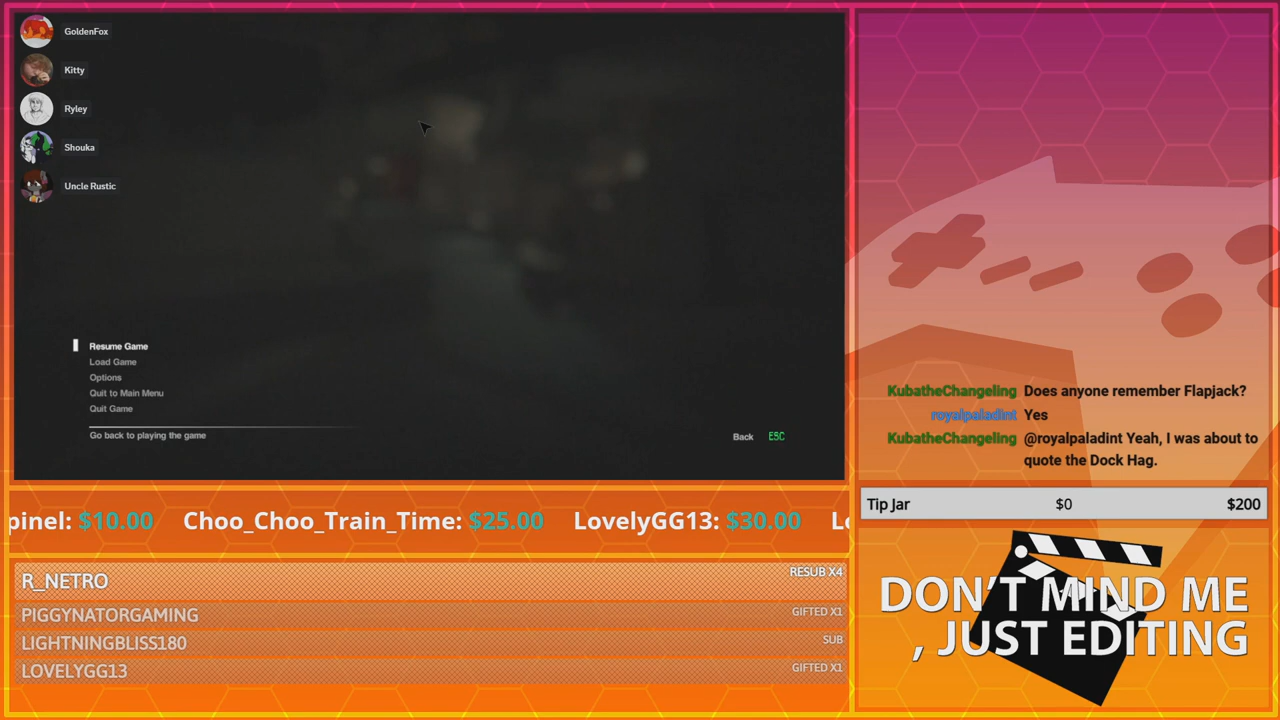 GoldenFox
Kitty
Ryley
Shouka
Uncle Rustic
Resume Game
Load Game
Options
Quit to Main Menu
Quit Game
Go back to playing the game
Back ESC
KubatheChangeling Does anyone remember Flapjack?
royalpaladint Yes
KubatheChangeling @royalpaladint Yeah, I was about to
quote the Dock Hag.
Tip Jar $0 $200
pinel: $10.00 Choo_Choo_Train_Time: $25.00 LovelyGG13: $30.00 Lo
R_NETRO RESUB X4
PIGGYNATORGAMING GIFTED X1
LIGHTNINGBLISS180 SUB
LOVELYGG13 GIFTED X1
DON'T MIND ME
, JUST EDITING